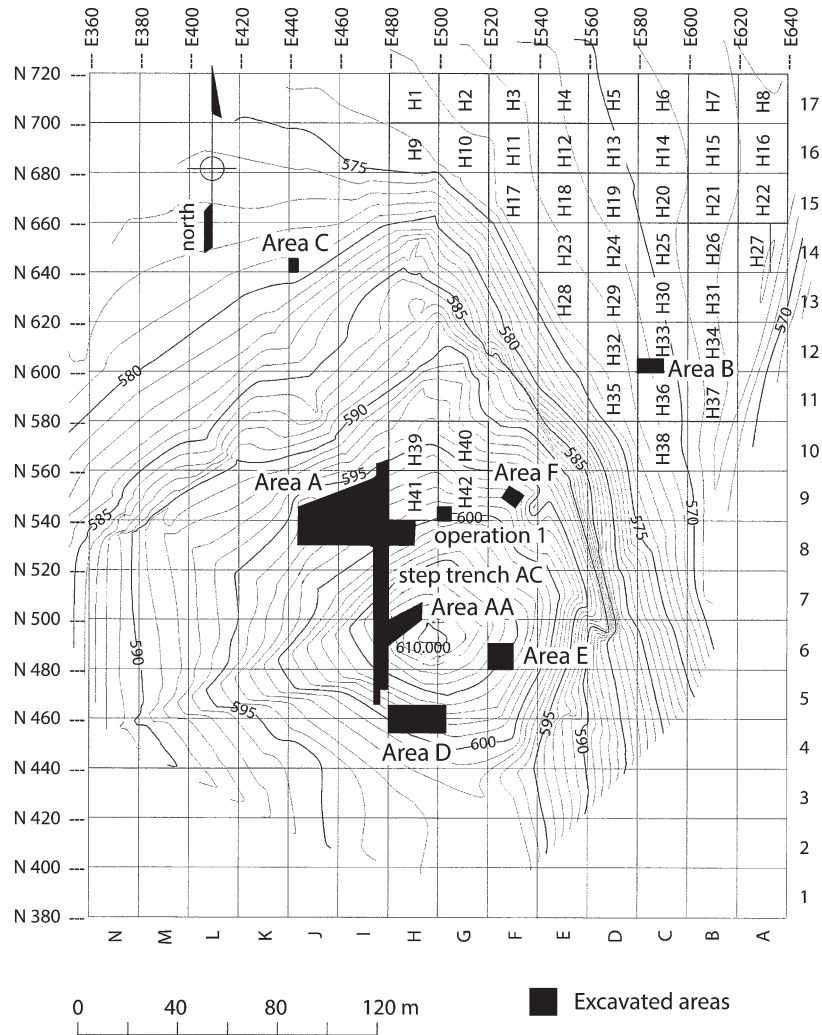 E360 E380 E400 E420 E440 E460 E480 E500 E520 E540 E560 E580 E600 E620 E640
N 720 H1 H2 H3 H4 H5 H6 H7 H8 17
N 700
H9 H10 H11 H12 H13 H14 H15 H16 16
N 680
575
H17 H18 H19 H20 H21 H22 15
N 660
north
Area C
H23 H24 H25 H26 H27 14
N 640
H28 H29 H30 H31 13
585
570
N 620
580
H32 H33 H34 12
N 600
580
Area B
H35 H36 H37 11
590
N 580
H39 H40 H38 10
585
N 560
595
Area A
Area F
H41 H42 9
600
570
585
575
N 540
operation 1
8
N 520
step trench AC
7
Area AA
N 500
590
610.000
6
Area E
N 480
5
595
595
590
N 460
600
Area D
4
N 440
3
N 420
2
N 400
1
N 380
N M L K J I H G F E D C B A
0 40 80 120 m
Excavated areas